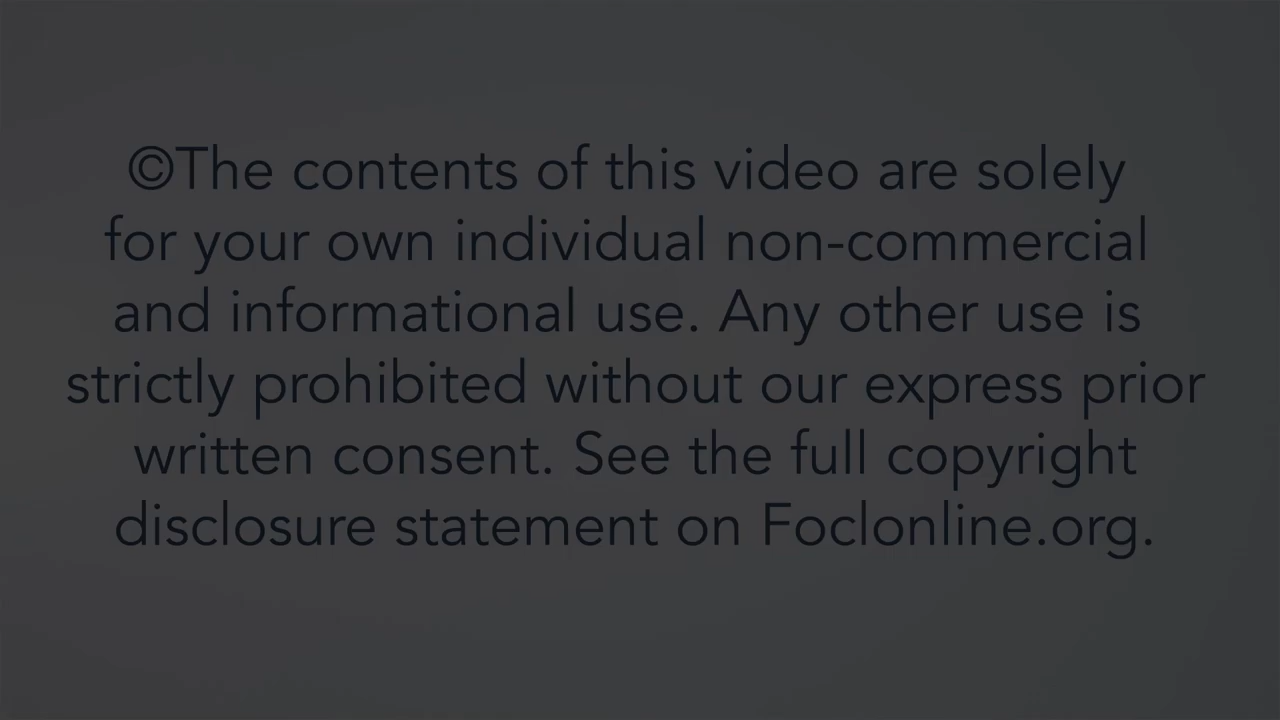 ©The contents of this video are solely
for your own individual non-commercial
and informational use. Any other use is
strictly prohibited without our express prior
written consent. See the full copyright
disclosure statement on Foclonline.org.